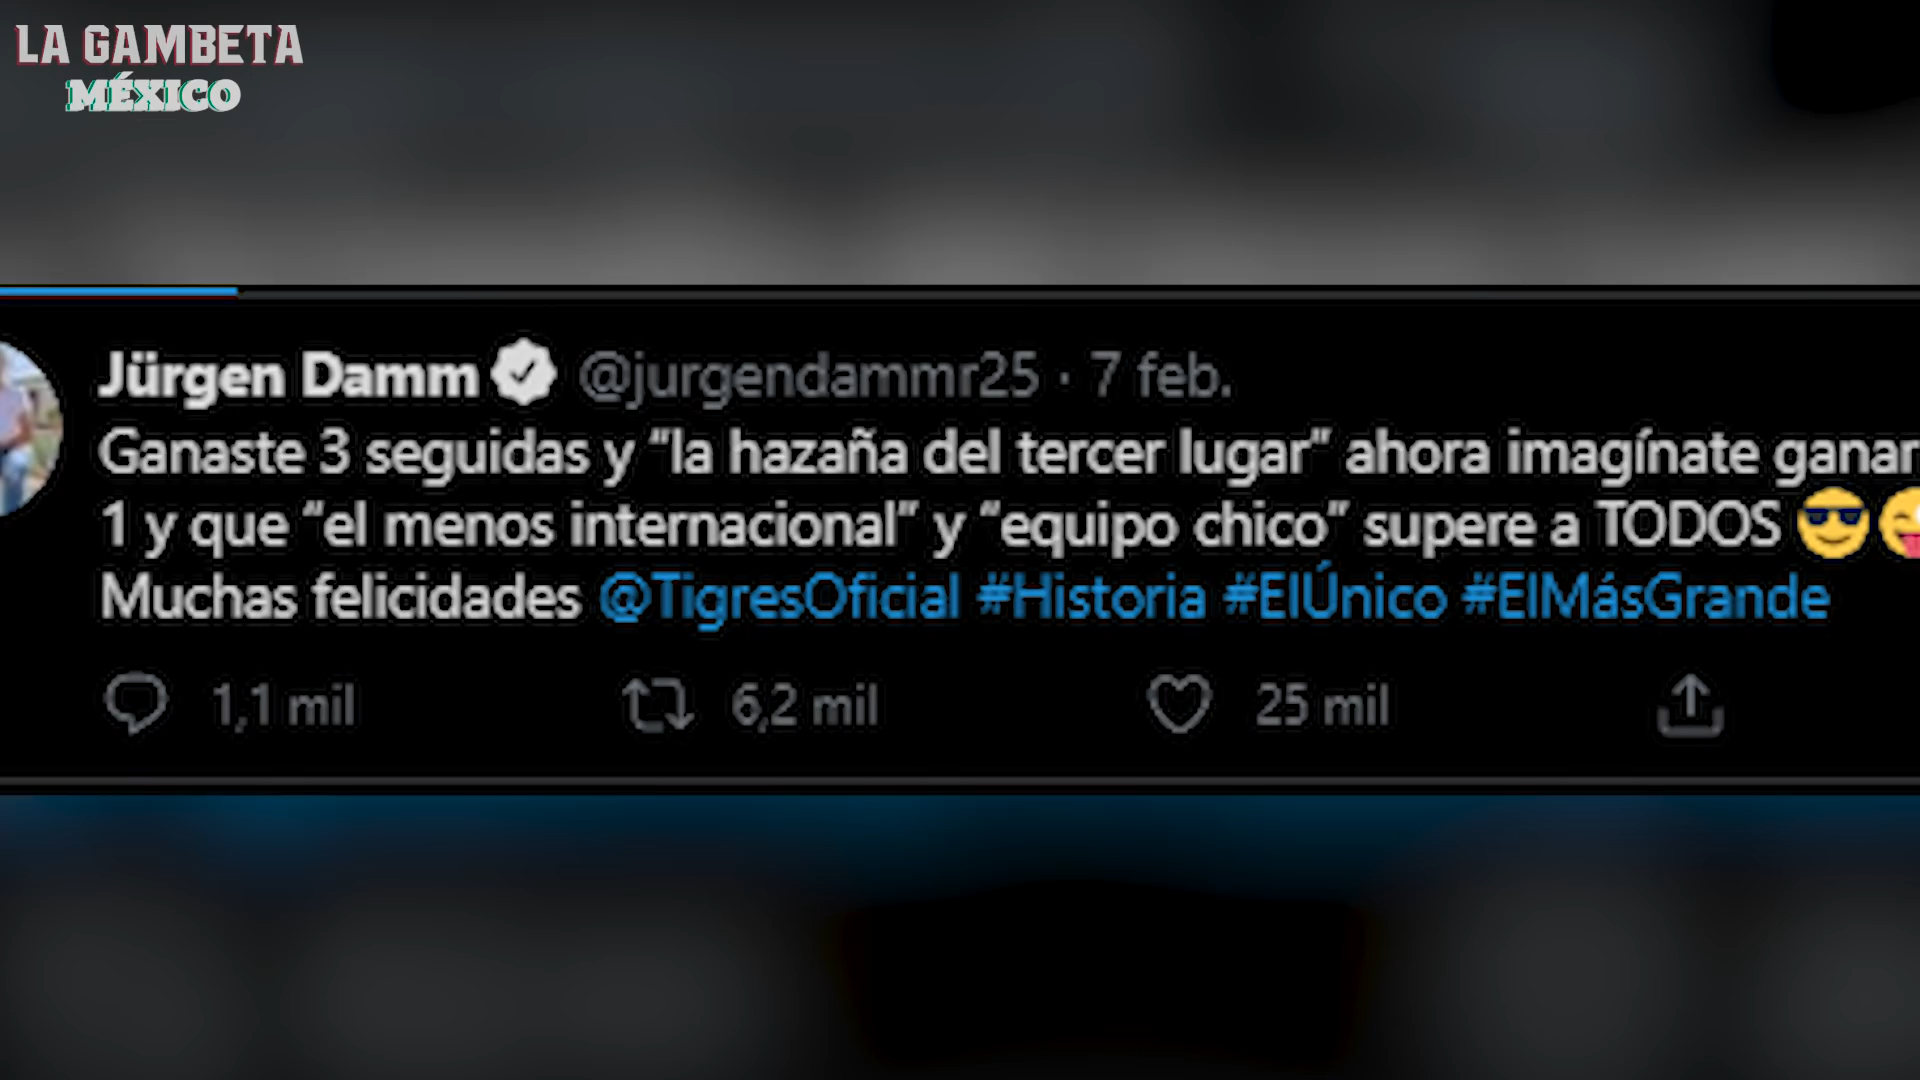 LA GAMBETA
MÉXICO
Jürgen Damm @jurgendammr25 · 7 feb.
Ganaste 3 seguidas y “la hazaña del tercer lugar” ahora imagínate ganar
1 y que “el menos internacional” y “equipo chico” supere a TODOS 😎😜
Muchas felicidades @TigresOficial #Historia #ElÚnico #ElMásGrande
1,1 mil 6,2 mil 25 mil